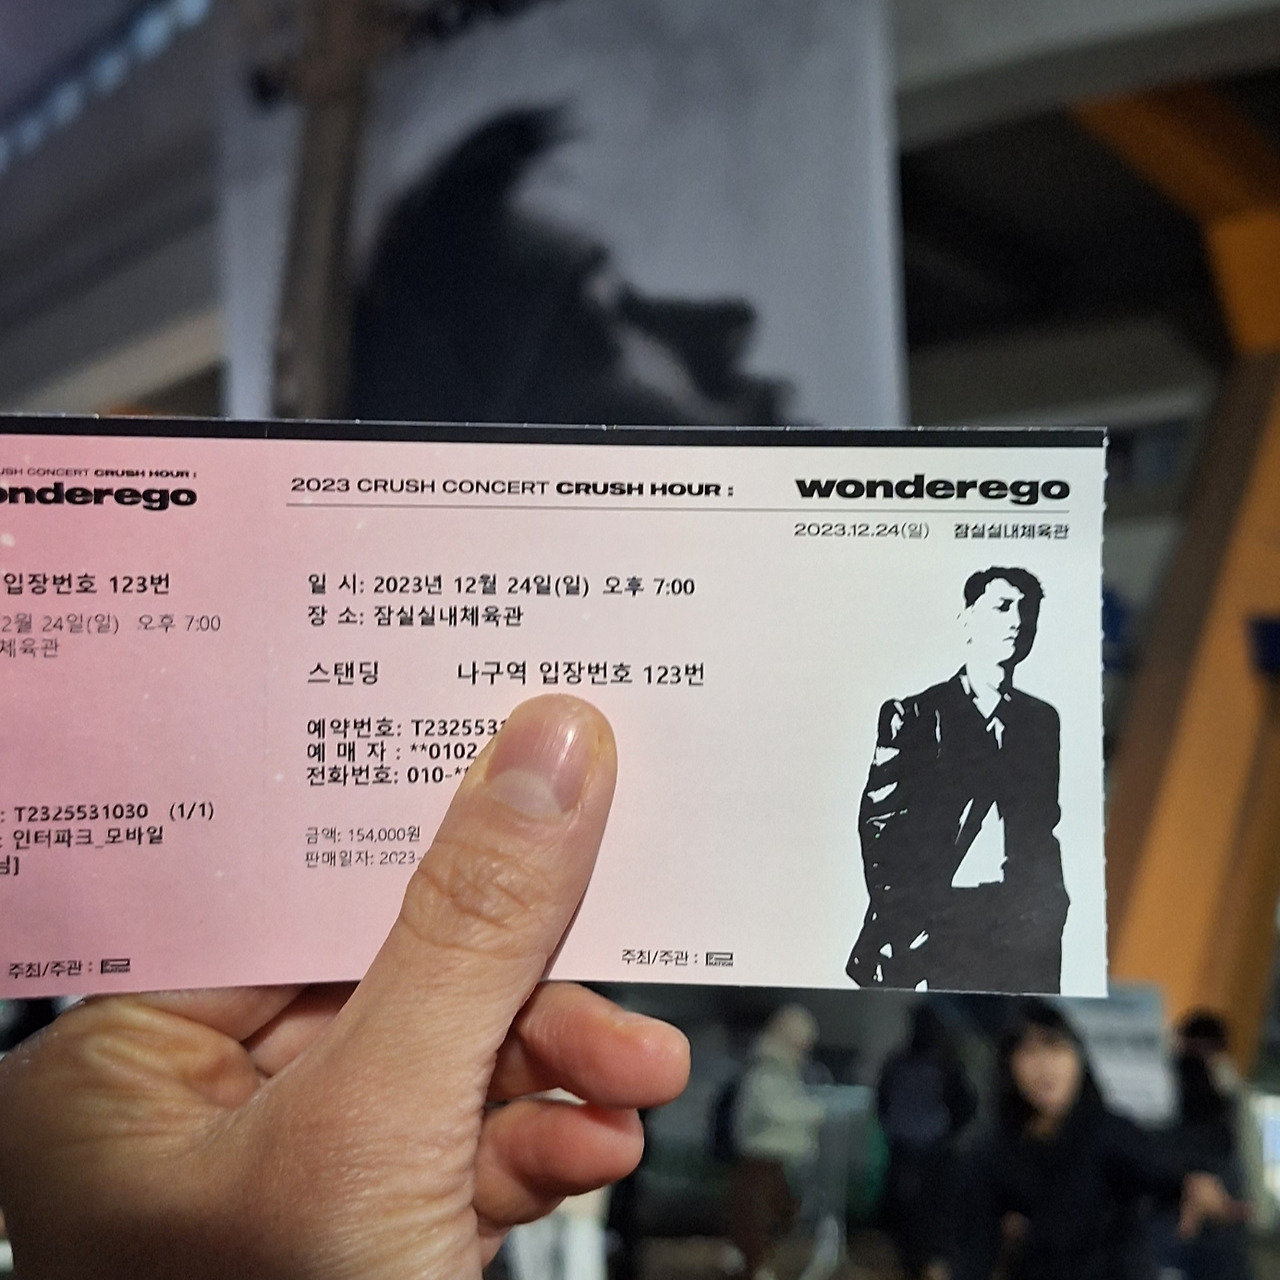 CONCERT CRUSH HOUR :
onderego
입장번호 123번
2월 24일(일) 오후 7:00
체육관
: T2325531030 (1/1)
: 인터파크_모바일
님]
주최/주관 :
2023 CRUSH CONCERT CRUSH HOUR :
wonderego
2023.12.24(일) 잠실실내체육관
일 시: 2023년 12월 24일(일) 오후 7:00
장 소: 잠실실내체육관
스탠딩 나구역 입장번호 123번
예약번호: T232553
예 매 자 : **0102
전화번호: 010-*
금액: 154,000원
판매일자: 2023-
주최/주관 : P NATION